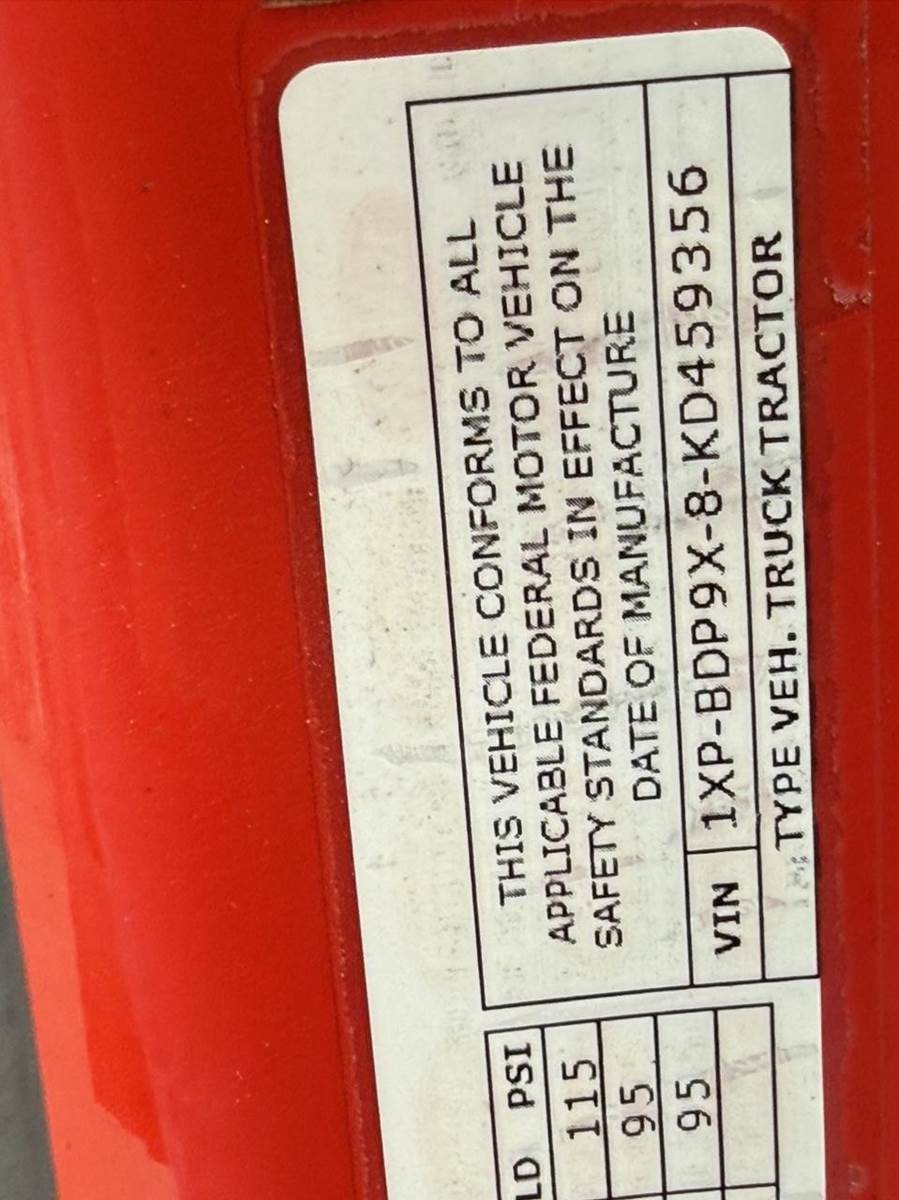 LD PSI
115
95
95
THIS VEHICLE CONFORMS TO ALL
APPLICABLE FEDERAL MOTOR VEHICLE
SAFETY STANDARDS IN EFFECT ON THE
DATE OF MANUFACTURE
VIN 1XP-BDP9X-8-KD459356
TYPE VEH. TRUCK TRACTOR